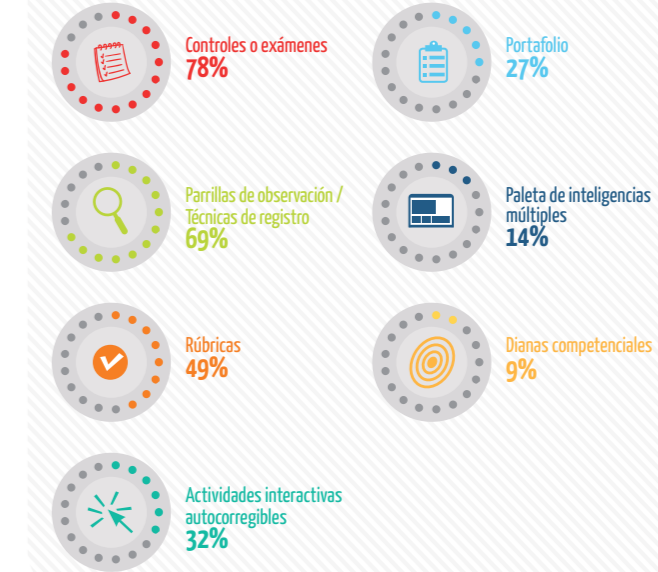 Controles o exámenes
78%
Parrillas de observación /
Técnicas de registro
69%
Rúbricas
49%
Actividades interactivas
autocorregibles
32%
Portafolio
27%
Paleta de inteligencias
múltiples
14%
Dianas competenciales
9%